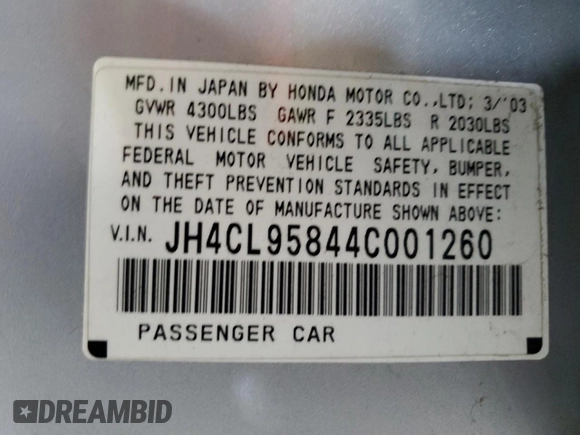 MFD.IN JAPAN BY HONDA MOTOR CO.,LTD; 3/'03
GVWR 4300LBS GAWR F 2335LBS R 2030LBS
THIS VEHICLE CONFORMS TO ALL APPLICABLE
FEDERAL MOTOR VEHICLE SAFETY, BUMPER,
AND THEFT PREVENTION STANDARDS IN EFFECT
ON THE DATE OF MANUFACTURE SHOWN ABOVE:
V.I.N. JH4CL95844C001260
PASSENGER CAR
DREAMBID